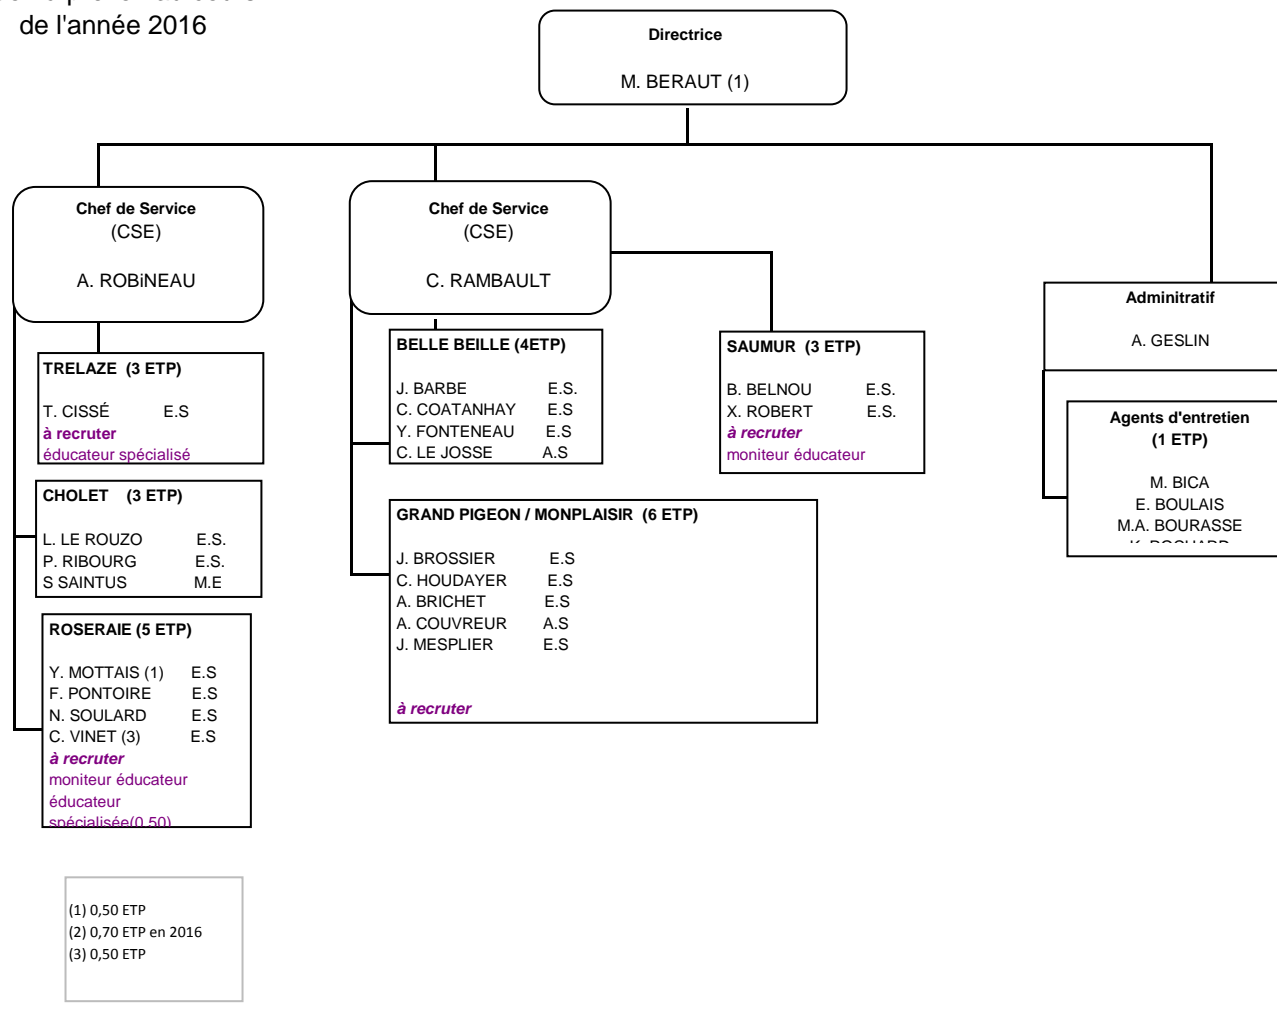 de l'année 2016
Directrice
M. BERAUT (1)
Chef de Service
(CSE)
A. ROBiNEAU
Chef de Service
(CSE)
C. RAMBAULT
Adminitratif
A. GESLIN
TRELAZE (3 ETP)
T. CISSÉ E.S
à recruter
éducateur spécialisé
BELLE BEILLE (4ETP)
J. BARBE E.S.
C. COATANHAY E.S
Y. FONTENEAU E.S
C. LE JOSSE A.S
SAUMUR (3 ETP)
B. BELNOU E.S.
X. ROBERT E.S.
à recruter
moniteur éducateur
Agents d'entretien
(1 ETP)
M. BICA
E. BOULAIS
M.A. BOURASSE
CHOLET (3 ETP)
L. LE ROUZO E.S.
P. RIBOURG E.S.
S SAINTUS M.E
GRAND PIGEON / MONPLAISIR (6 ETP)
J. BROSSIER E.S
C. HOUDAYER E.S
A. BRICHET E.S
A. COUVREUR A.S
J. MESPLIER E.S
à recruter
ROSERAIE (5 ETP)
Y. MOTTAIS (1) E.S
F. PONTOIRE E.S
N. SOULARD E.S
C. VINET (3) E.S
à recruter
moniteur éducateur
éducateur
spécialisée(0,50)
(1) 0,50 ETP
(2) 0,70 ETP en 2016
(3) 0,50 ETP